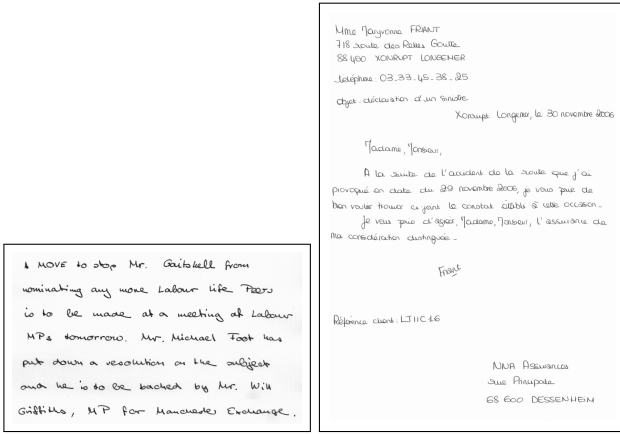 A MOVE to stop Mr. Gaitskell from
nominating any more Labour life Peers
is to be made at a meeting of Labour
MPs tomorrow. Mr. Michael Foot has
put down a resolution on the subject
and he is to be backed by Mr. Will
Griffiths, MP for Manchester Exchange.
Mme Maryvonne FRIANT
718 route des Relles Goutte
88460 XONRUPT LONGEMER
téléphone: 03.33.45.38.25
Objet: déclaration d'un sinistre
Xonrupt Longemer, le 30 novembre 2006
Madame, Monsieur,
A la suite de l'accident de la route que j'ai
provoqué en date du 29 novembre 2006, je vous prie de
bien vouloir trouver ci joint le constat établi à cette occasion.
Je vous prie d'agréer, Madame, Monsieur, l'assurance de
ma considération distinguée.
Friant
Référence client: LJIIC16
NNA Assurances
rue Principale
68 600 DESSENHEIM